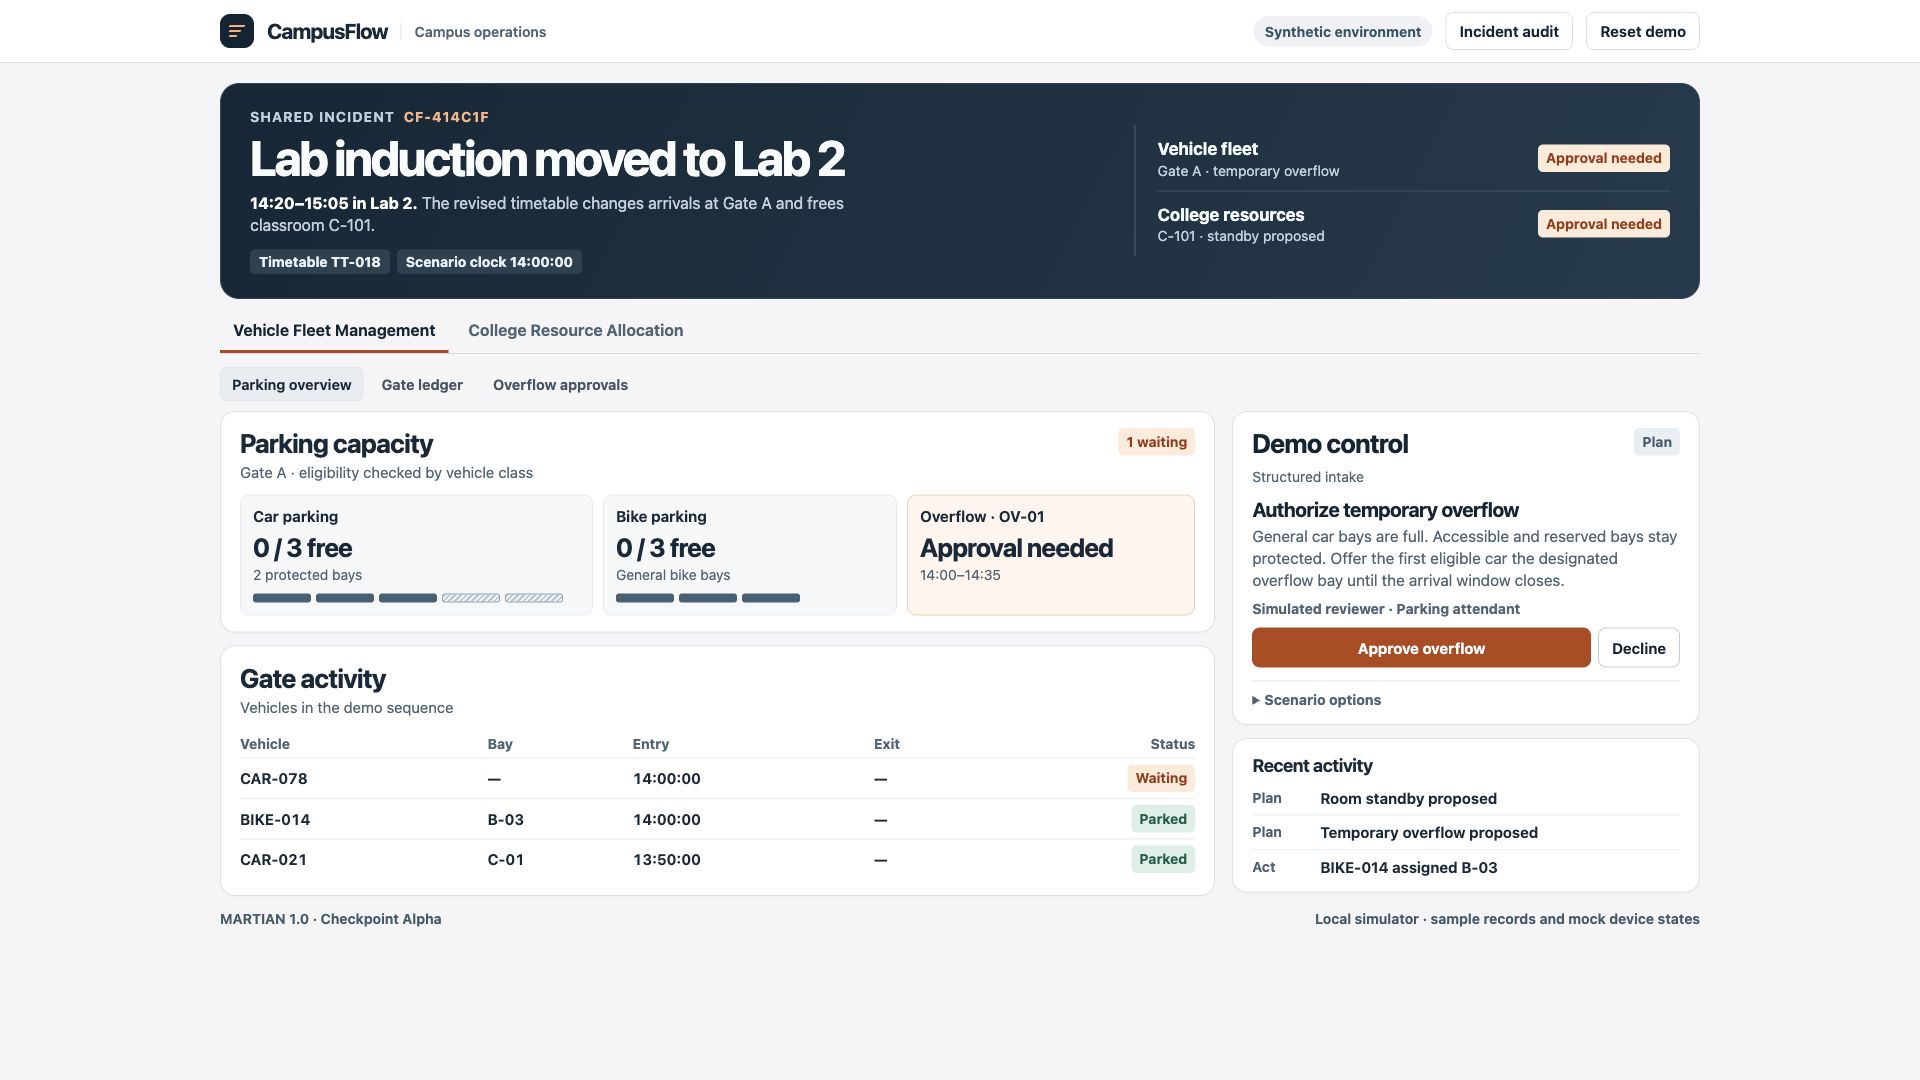 CampusFlow
Campus operations
Synthetic environment
Incident audit
Reset demo
SHARED INCIDENT CF-414C1F
Lab induction moved to Lab 2
14:20–15:05 in Lab 2. The revised timetable changes arrivals at Gate A and frees
classroom C-101.
Timetable TT-018
Scenario clock 14:00:00
Vehicle fleet
Gate A · temporary overflow
Approval needed
College resources
C-101 · standby proposed
Approval needed
Vehicle Fleet Management
College Resource Allocation
Parking overview
Gate ledger
Overflow approvals
Parking capacity
1 waiting
Gate A · eligibility checked by vehicle class
Car parking
0 / 3 free
2 protected bays
Bike parking
0 / 3 free
General bike bays
Overflow · OV-01
Approval needed
14:00–14:35
Gate activity
Vehicles in the demo sequence
Vehicle Bay Entry Exit Status
CAR-078 — 14:00:00 — Waiting
BIKE-014 B-03 14:00:00 — Parked
CAR-021 C-01 13:50:00 — Parked
Demo control
Plan
Structured intake
Authorize temporary overflow
General car bays are full. Accessible and reserved bays stay
protected. Offer the first eligible car the designated
overflow bay until the arrival window closes.
Simulated reviewer · Parking attendant
Approve overflow
Decline
Scenario options
Recent activity
Plan Room standby proposed
Plan Temporary overflow proposed
Act BIKE-014 assigned B-03
MARTIAN 1.0 · Checkpoint Alpha
Local simulator · sample records and mock device states